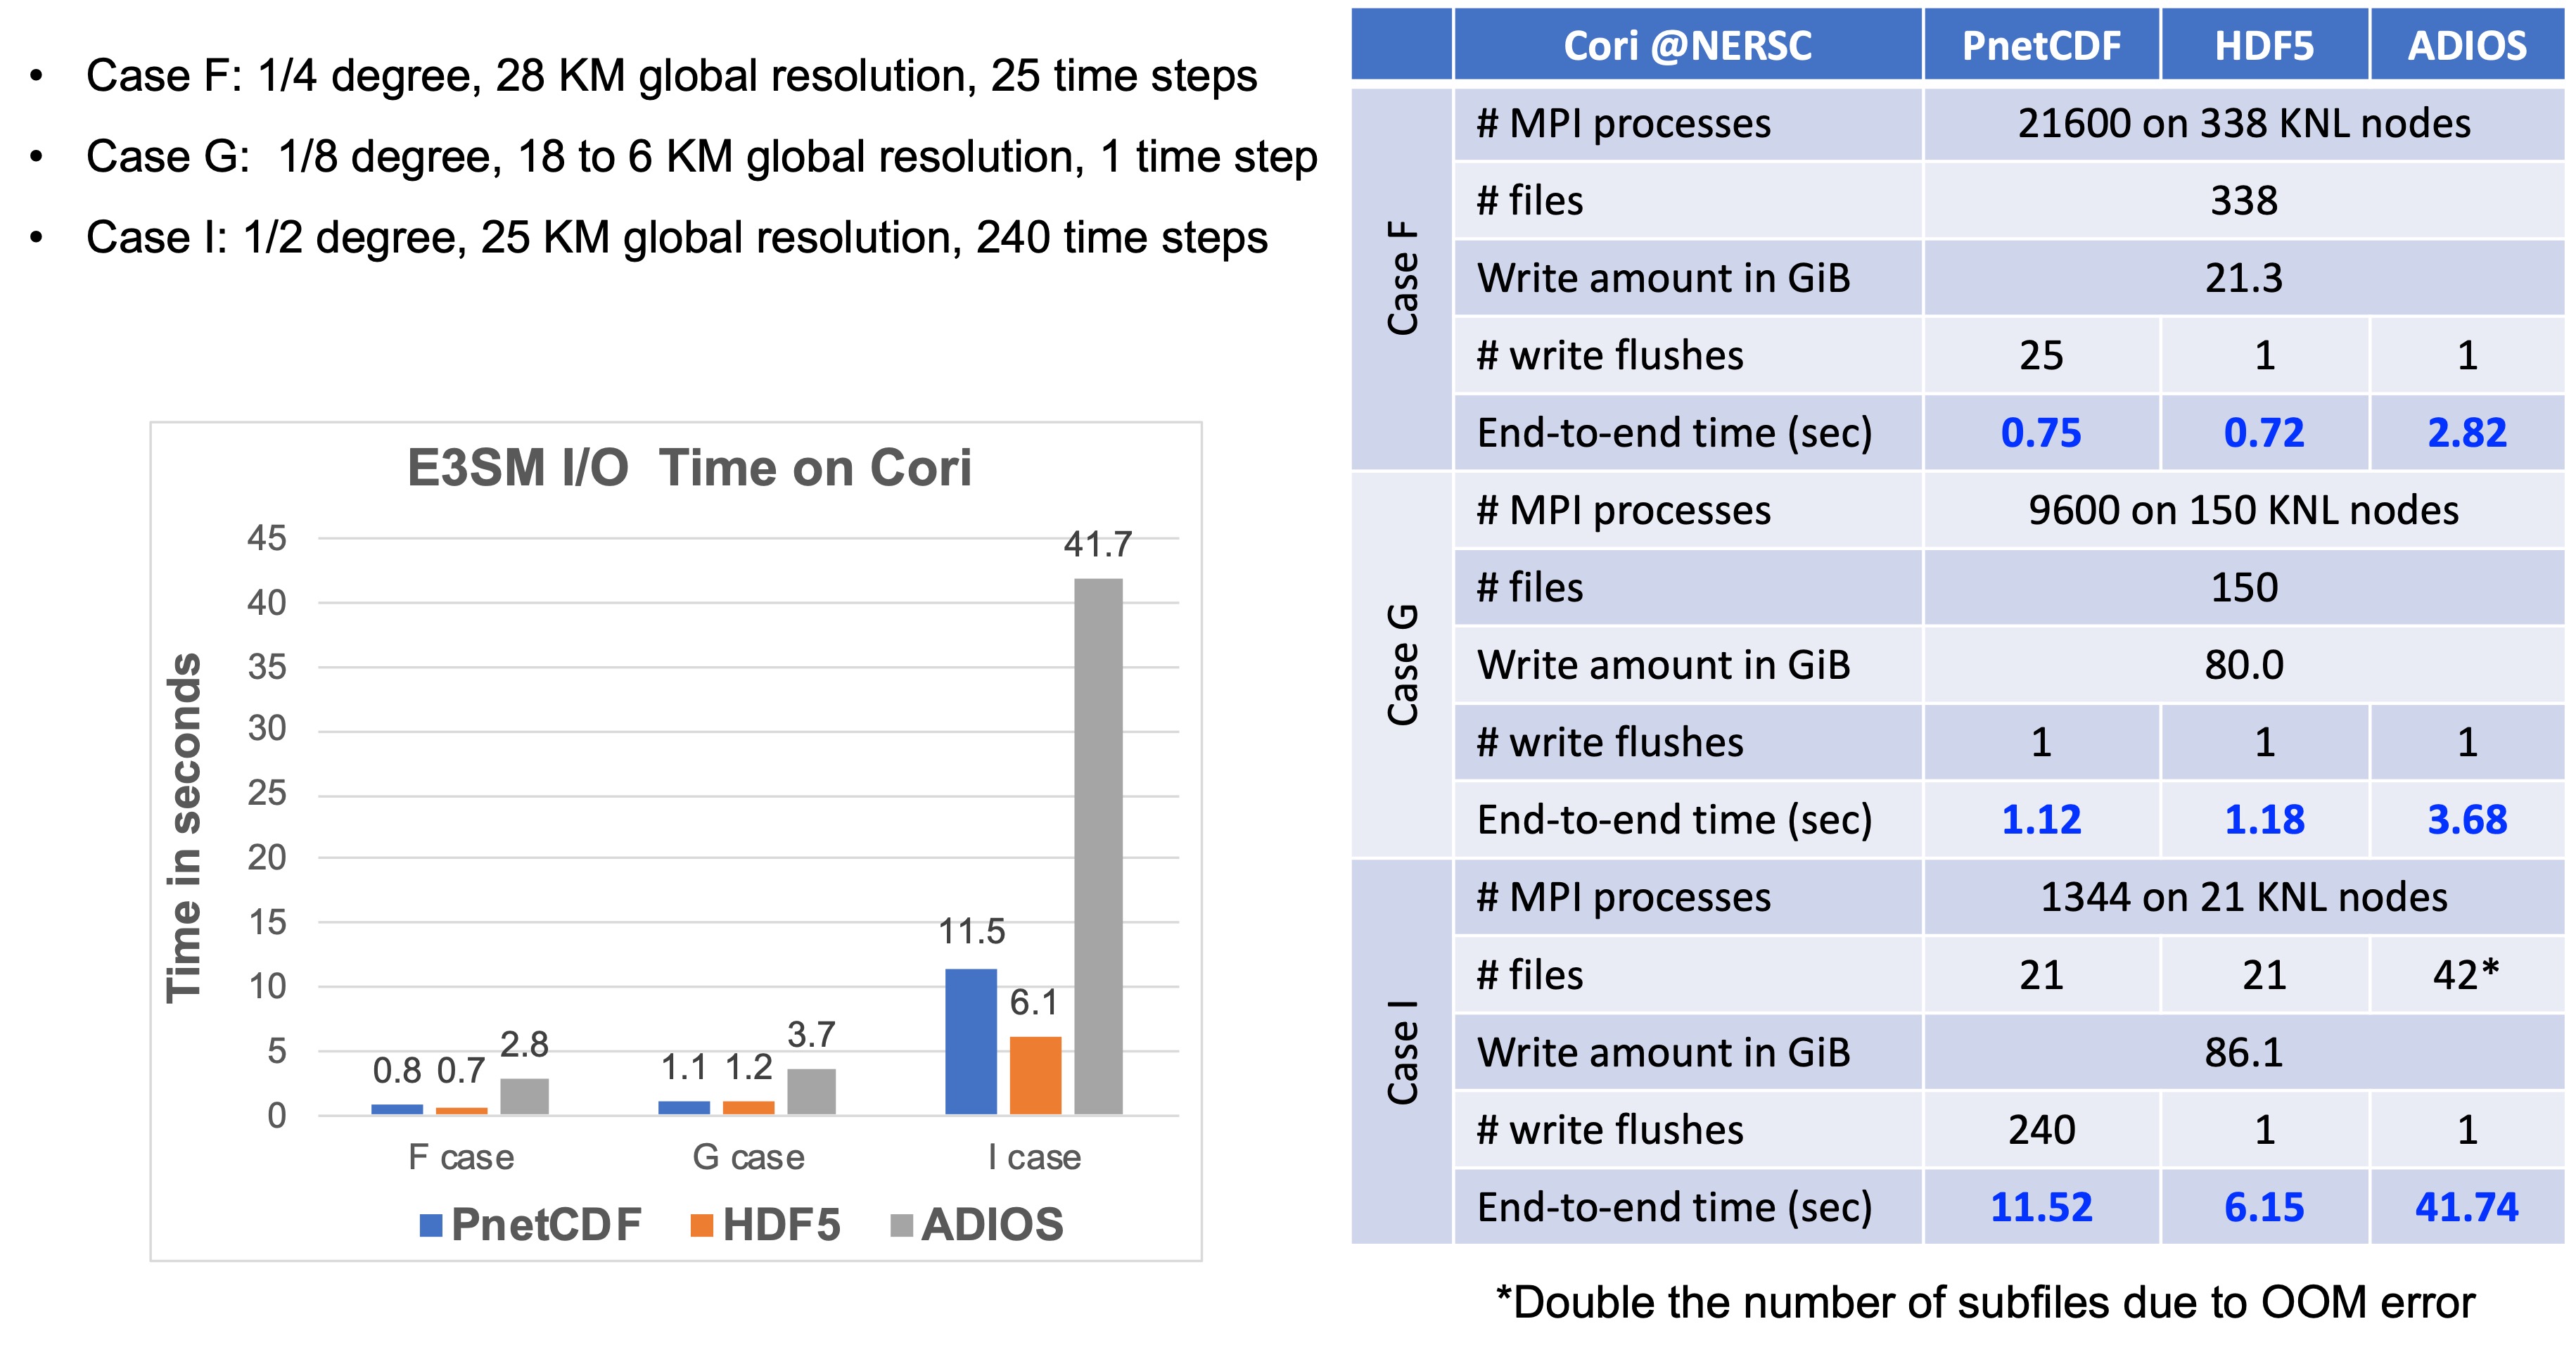 • Case F: 1/4 degree, 28 KM global resolution, 25 time steps
• Case G:  1/8 degree, 18 to 6 KM global resolution, 1 time step
• Case I: 1/2 degree, 25 KM global resolution, 240 time steps
E3SM I/O  Time on Cori
Time in seconds
45
40
35
30
25
20
15
10
5
0
0.8 0.7 2.8
1.1 1.2 3.7
11.5 6.1 41.7
F case G case I case
PnetCDF HDF5 ADIOS
Cori @NERSC PnetCDF HDF5 ADIOS
Case F
# MPI processes 21600 on 338 KNL nodes
# files 338
Write amount in GiB 21.3
# write flushes 25 1 1
End-to-end time (sec) 0.75 0.72 2.82
Case G
# MPI processes 9600 on 150 KNL nodes
# files 150
Write amount in GiB 80.0
# write flushes 1 1 1
End-to-end time (sec) 1.12 1.18 3.68
Case I
# MPI processes 1344 on 21 KNL nodes
# files 21 21 42*
Write amount in GiB 86.1
# write flushes 240 1 1
End-to-end time (sec) 11.52 6.15 41.74
*Double the number of subfiles due to OOM error